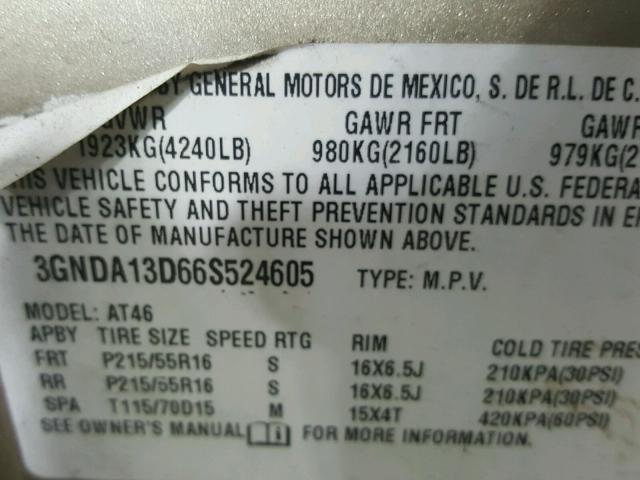 BY GENERAL MOTORS DE MEXICO, S. DE R.L. DE C.
GVWR GAWR FRT GAWR
1923KG(4240LB) 980KG(2160LB) 979KG(2
THIS VEHICLE CONFORMS TO ALL APPLICABLE U.S. FEDERA
VEHICLE SAFETY AND THEFT PREVENTION STANDARDS IN E
THE DATE OF MANUFACTURE SHOWN ABOVE.
3GNDA13D66S524605 TYPE: M.P.V.
MODEL: AT46
APBY TIRE SIZE SPEED RTG RIM COLD TIRE PRES
FRT P215/55R16 S 16X6.5J 210KPA(30PSI)
RR P215/55R16 S 16X6.5J 210KPA(30PSI)
SPA T115/70D15 M 15X4T 420KPA(60PSI)
SEE OWNER'S MANUAL FOR MORE INFORMATION.